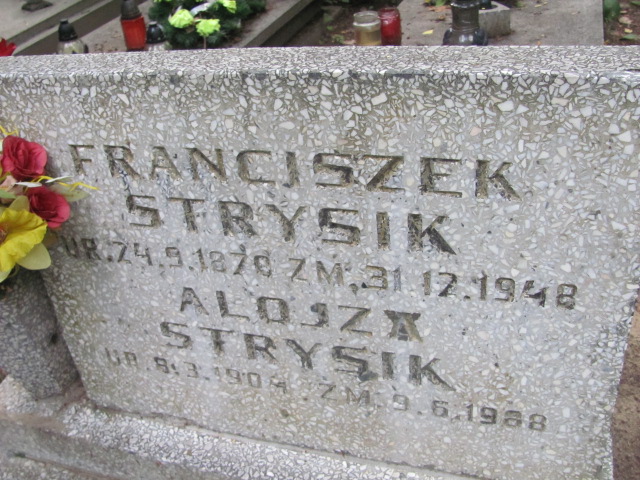 FRANCISZEK
STRYSIK
UR. 24.9.1870 ZM. 31 12.1948
ALOJZA
STRYSIK
UR. 8.3.1904 ZM. 9.6.1988